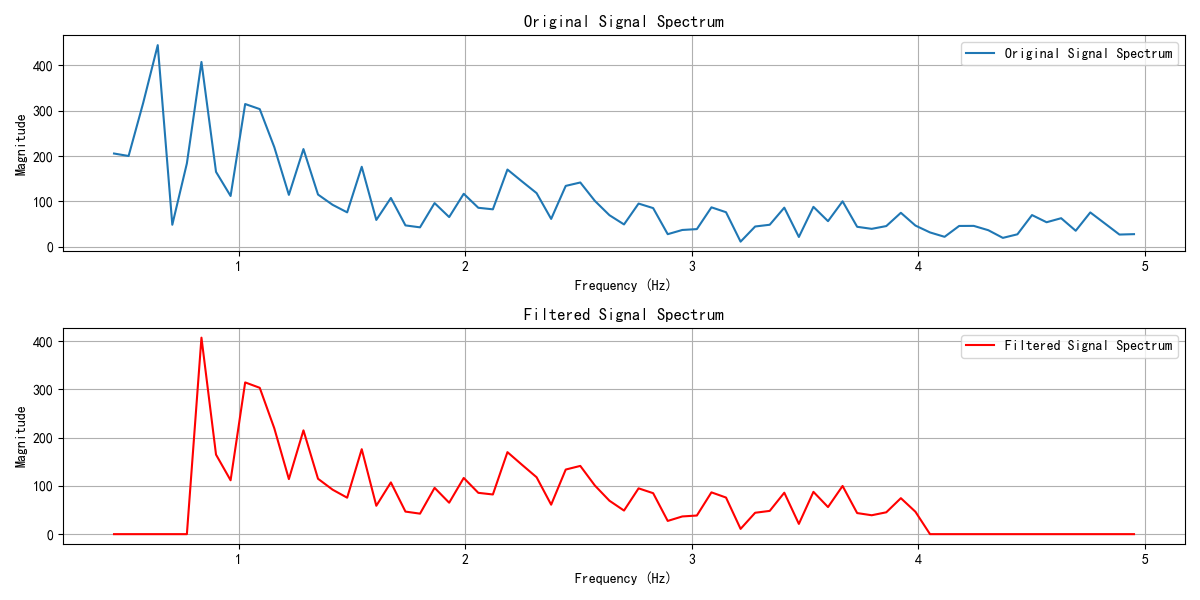 Original Signal Spectrum
Original Signal Spectrum
Magnitude
400
300
200
100
0
1 2 3 4 5
Frequency (Hz)
Filtered Signal Spectrum
Filtered Signal Spectrum
Magnitude
400
300
200
100
0
1 2 3 4 5
Frequency (Hz)